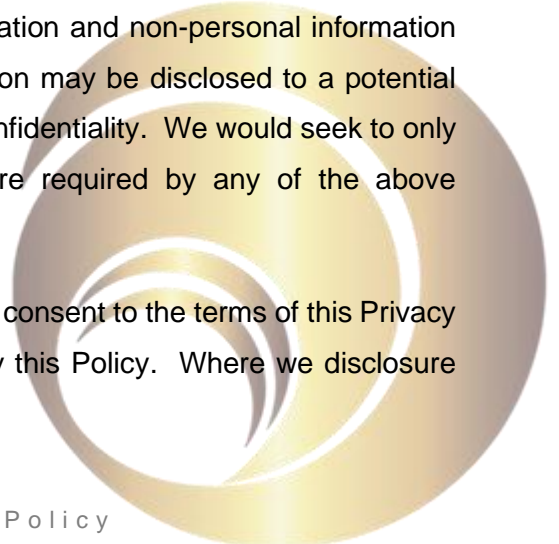 ation and non-personal information
on may be disclosed to a potential
nfidentiality. We would seek to only
re required by any of the above
consent to the terms of this Privacy
y this Policy. Where we disclosure
Policy